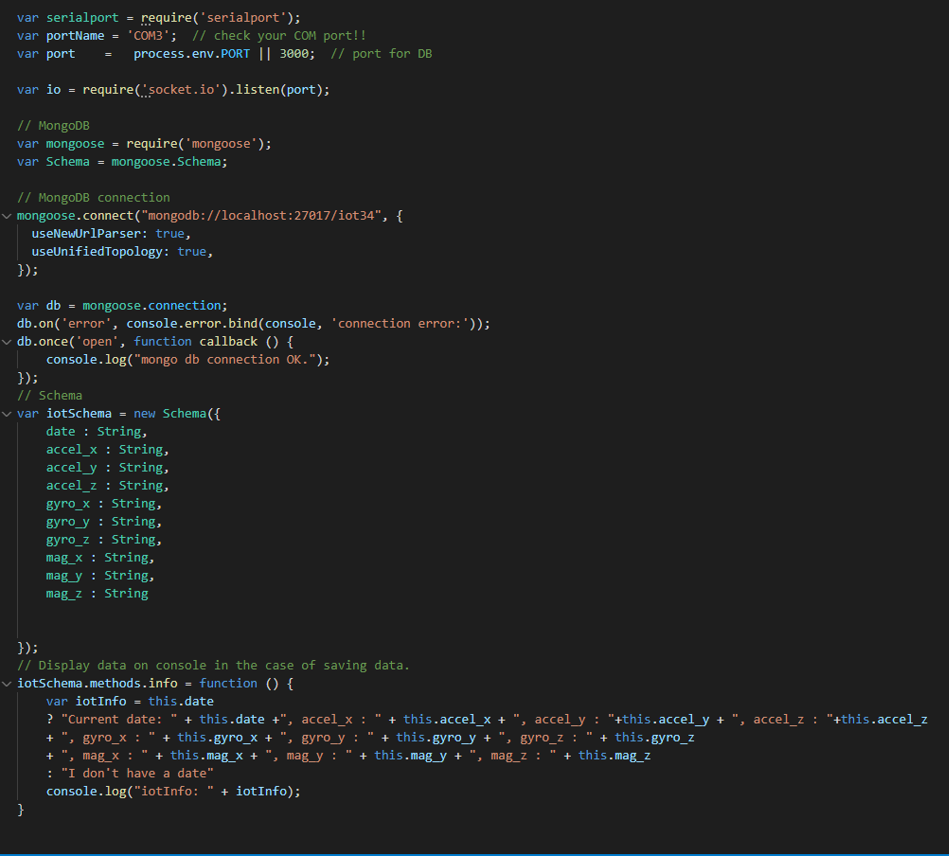 var serialport = require('serialport');
var portName = 'COM3';  // check your COM port!!
var port    =   process.env.PORT || 3000;  // port for DB
var io = require('socket.io').listen(port);
// MongoDB
var mongoose = require('mongoose');
var Schema = mongoose.Schema;
// MongoDB connection
mongoose.connect("mongodb://localhost:27017/iot34", {
  useNewUrlParser: true,
  useUnifiedTopology: true,
});
var db = mongoose.connection;
db.on('error', console.error.bind(console, 'connection error:'));
db.once('open', function callback () {
    console.log("mongo db connection OK.");
});
// Schema
var iotSchema = new Schema({
    date : String,
    accel_x : String,
    accel_y : String,
    accel_z : String,
    gyro_x : String,
    gyro_y : String,
    gyro_z : String,
    mag_x : String,
    mag_y : String,
    mag_z : String
});
// Display data on console in the case of saving data.
iotSchema.methods.info = function () {
    var iotInfo = this.date
    ? "Current date: " + this.date +", accel_x : " + this.accel_x + ", accel_y : "+this.accel_y + ", accel_z : "+this.accel_z
    + ", gyro_x : " + this.gyro_x + ", gyro_y : " + this.gyro_y + ", gyro_z : " + this.gyro_z
    + ", mag_x : " + this.mag_x + ", mag_y : " + this.mag_y + ", mag_z : " + this.mag_z
    : "I don't have a date"
    console.log("iotInfo: " + iotInfo);
}